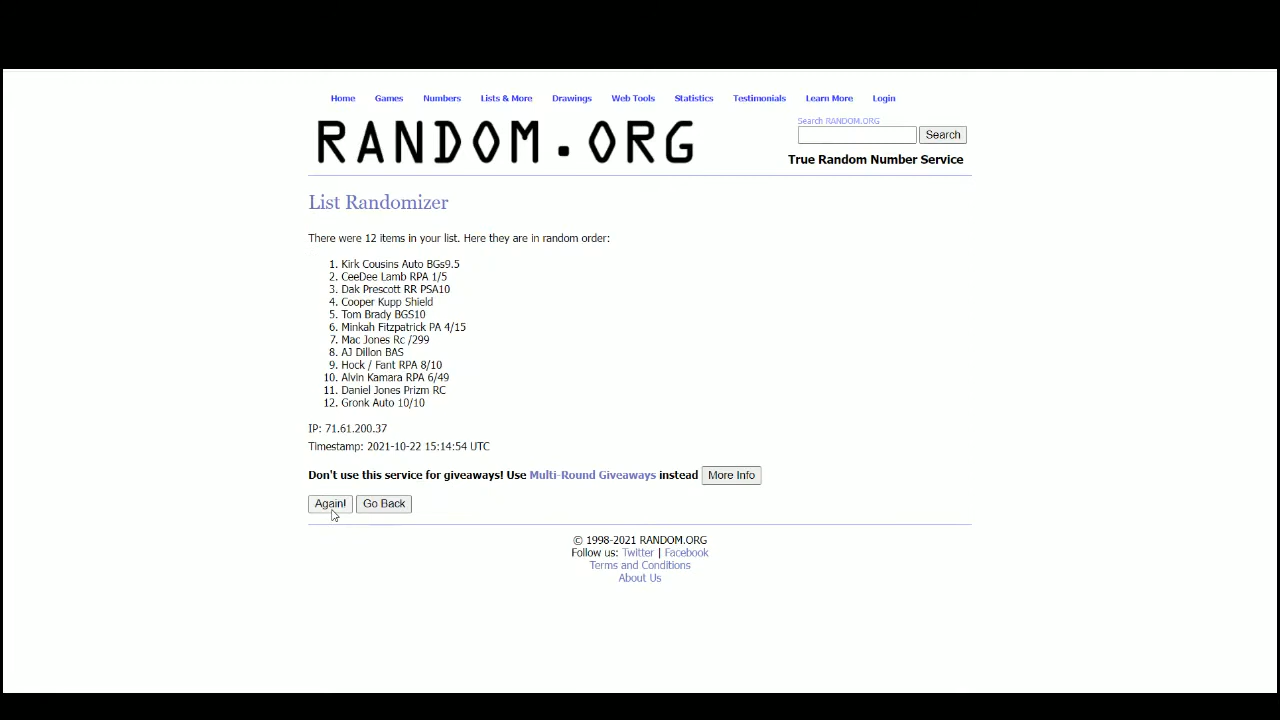 Home Games Numbers Lists & More Drawings Web Tools Statistics Testimonials Learn More Login
RANDOM.ORG
Search RANDOM.ORG
Search
True Random Number Service
List Randomizer
There were 12 items in your list. Here they are in random order:
1. Kirk Cousins Auto BGs9.5
2. CeeDee Lamb RPA 1/5
3. Dak Prescott RR PSA10
4. Cooper Kupp Shield
5. Tom Brady BGS10
6. Minkah Fitzpatrick PA 4/15
7. Mac Jones Rc /299
8. AJ Dillon BAS
9. Hock / Fant RPA 8/10
10. Alvin Kamara RPA 6/49
11. Daniel Jones Prizm RC
12. Gronk Auto 10/10
IP: 71.61.200.37
Timestamp: 2021-10-22 15:14:54 UTC
Don't use this service for giveaways! Use Multi-Round Giveaways instead More Info
Again! Go Back
© 1998-2021 RANDOM.ORG
Follow us: Twitter | Facebook
Terms and Conditions
About Us